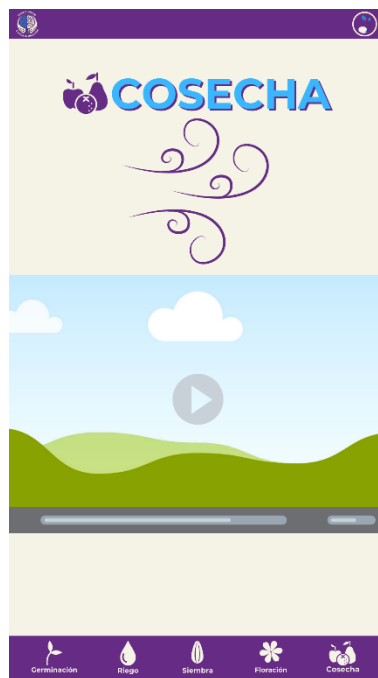 COSECHA
Germinación
Riego
Siembra
Floración
Cosecha